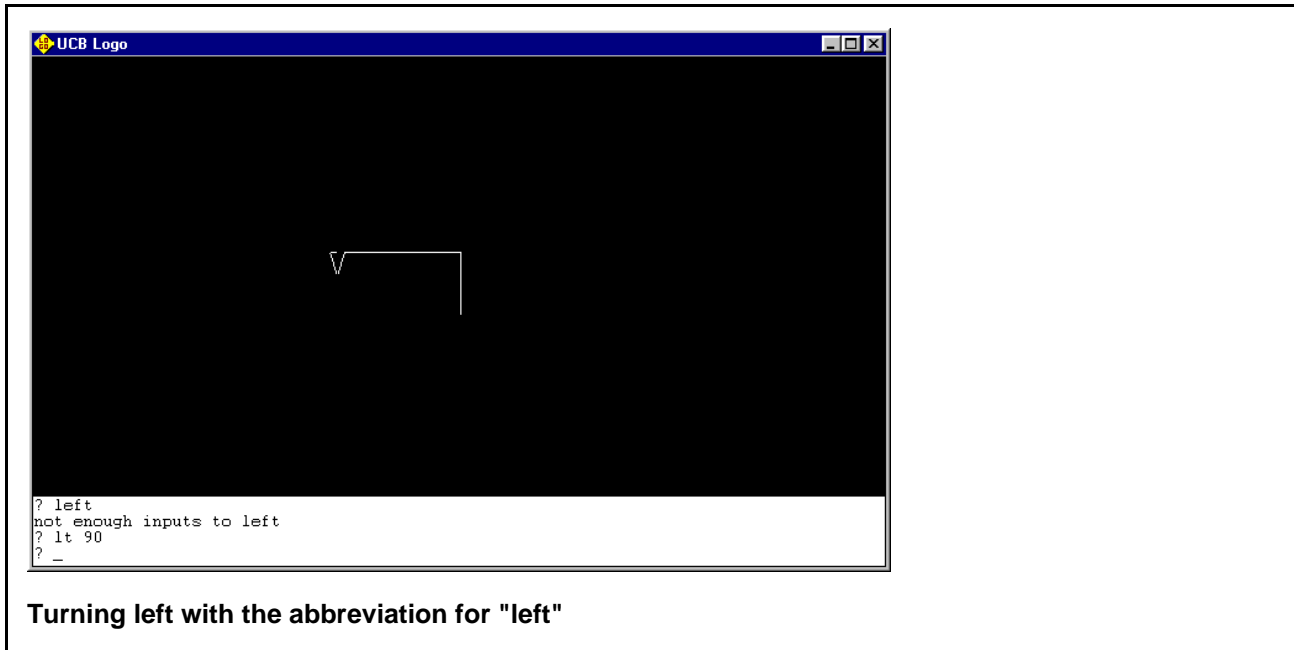 UCB Logo
? left
not enough inputs to left
? lt 90
? _
Turning left with the abbreviation for "left"